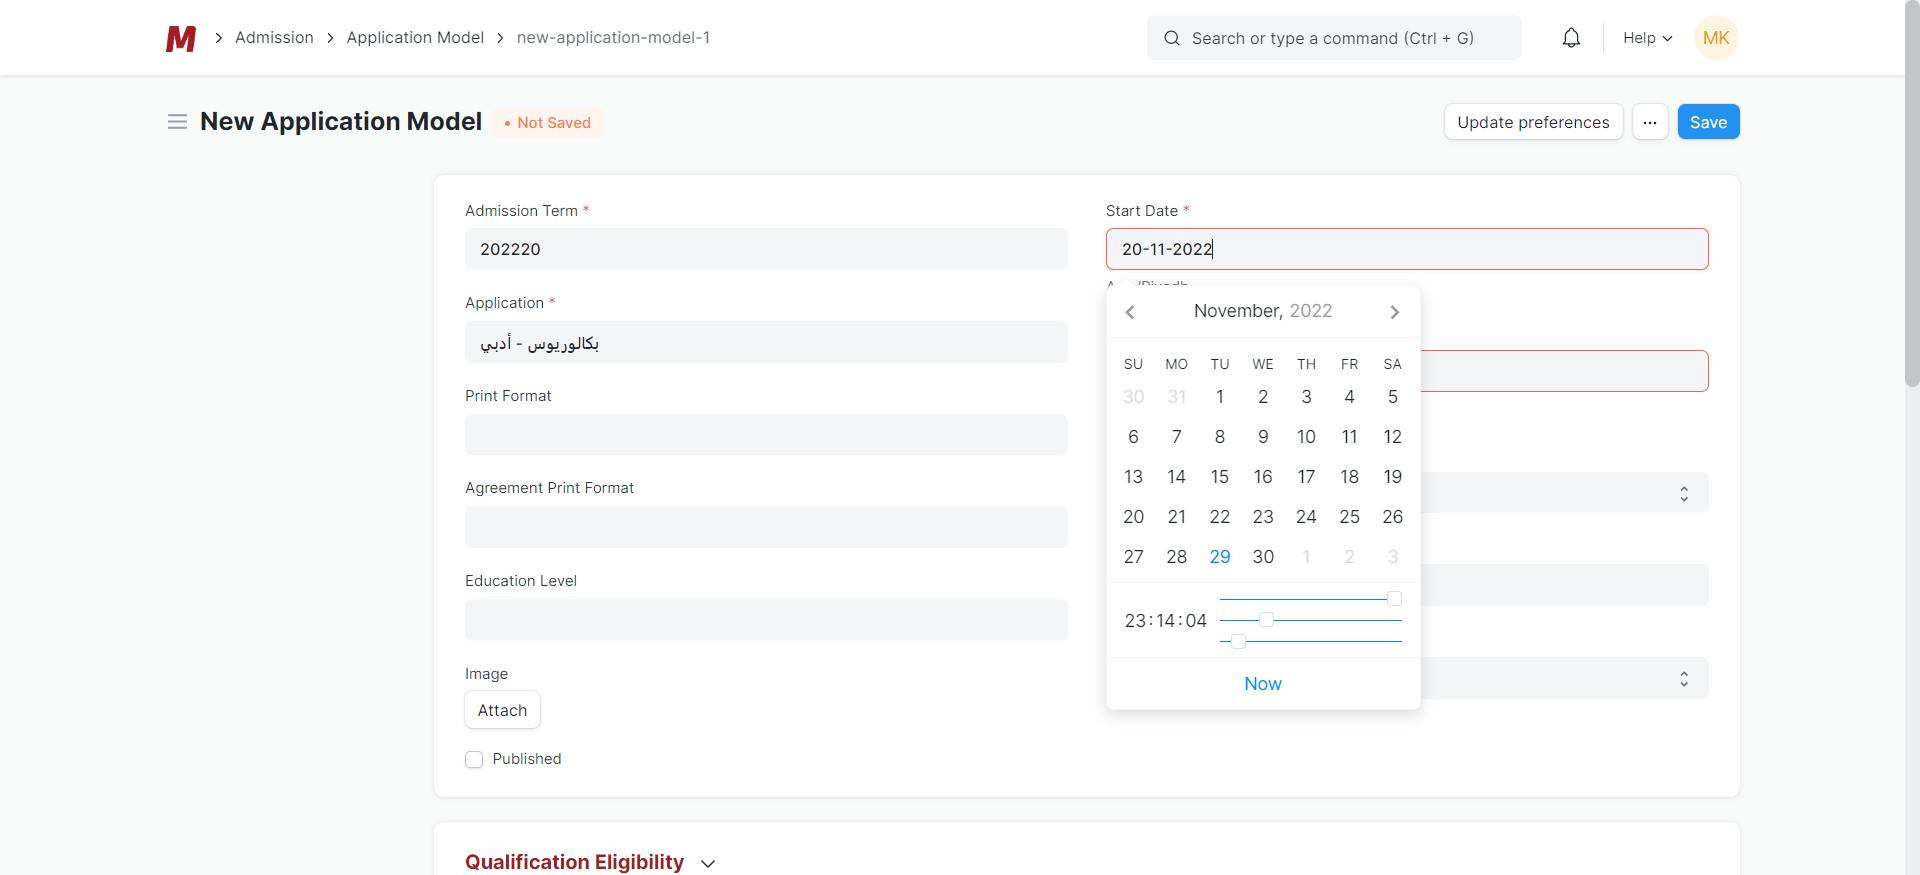 M
Admission
Application Model
new-application-model-1
Search or type a command (Ctrl + G)
Help
MK
New Application Model
• Not Saved
Update preferences
...
Save
Admission Term *
202220
Application *
بكالوريوس - أدبي
Print Format
Agreement Print Format
Education Level
Image
Attach
Published
Start Date *
20-11-2022
November, 2022
SU MO TU WE TH FR SA
30 31 1 2 3 4 5
6 7 8 9 10 11 12
13 14 15 16 17 18 19
20 21 22 23 24 25 26
27 28 29 30 1 2 3
23:14:04
Now
Qualification Eligibility